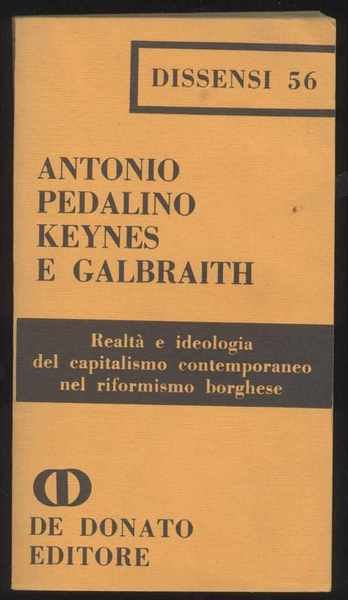 DISSENSI 56
ANTONIO
PEDALINO
KEYNES
E GALBRAITH
Realtà e ideologia
del capitalismo contemporaneo
nel riformismo borghese
DE DONATO
EDITORE